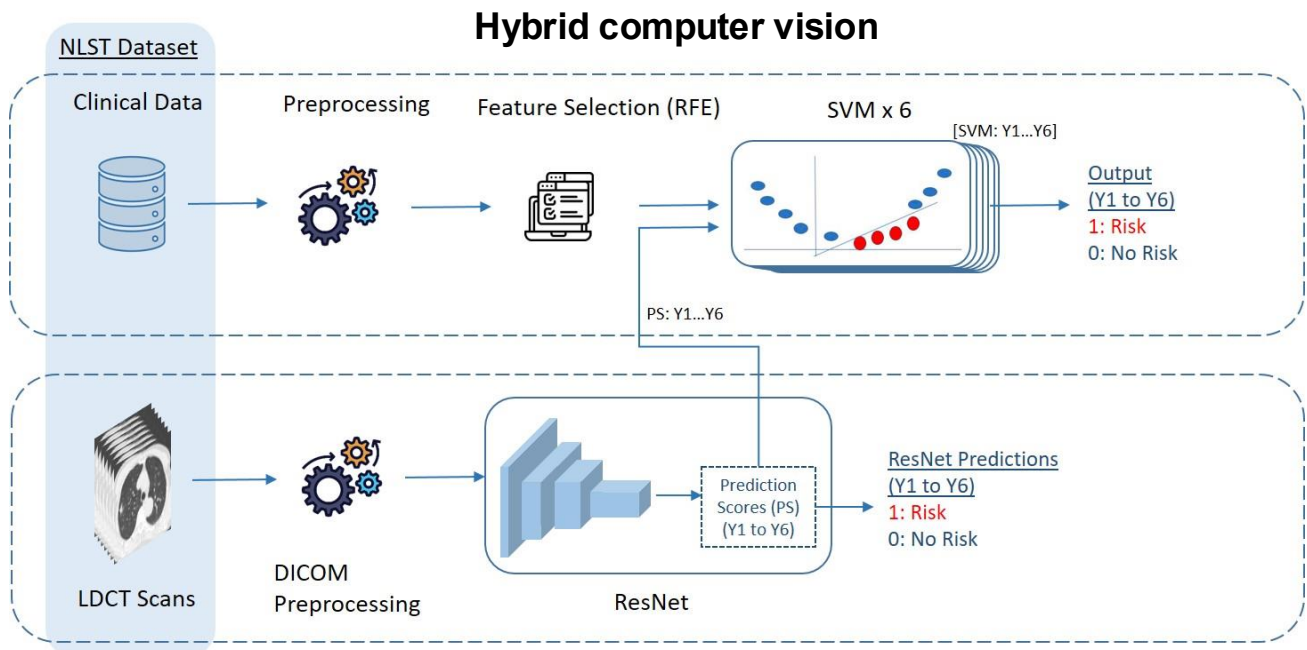 Hybrid computer vision
NLST Dataset
Clinical Data
Preprocessing
Feature Selection (RFE)
SVM x 6
[SVM: Y1...Y6]
Output
(Y1 to Y6)
1: Risk
0: No Risk
PS: Y1...Y6
LDCT Scans
DICOM
Preprocessing
ResNet
Prediction
Scores (PS)
(Y1 to Y6)
ResNet Predictions
(Y1 to Y6)
1: Risk
0: No Risk